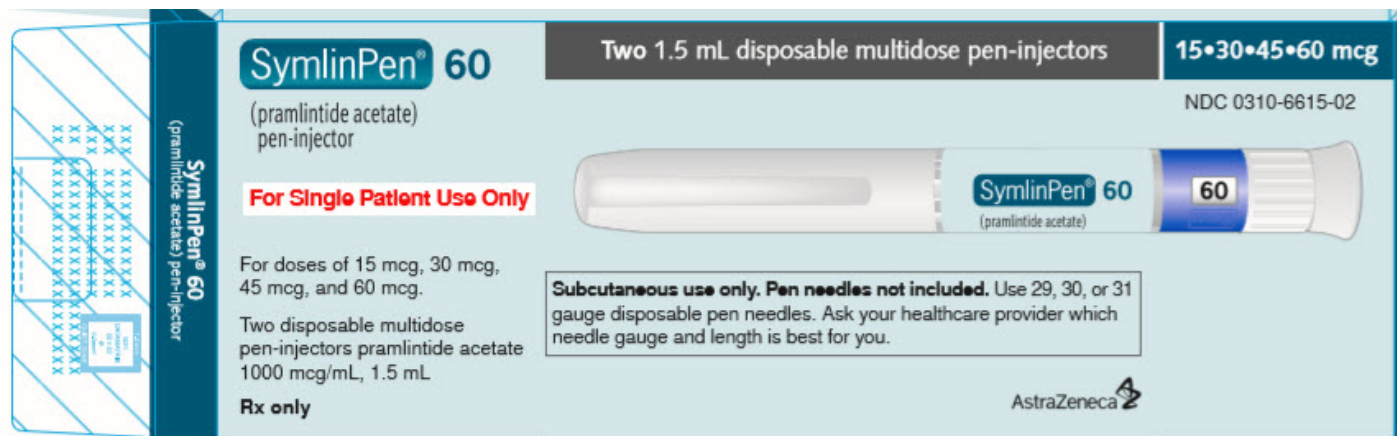 SymlinPen® 60
(pramlintide acetate) pen-injector
SymlinPen® 60
(pramlintide acetate)
pen-injector
For Single Patient Use Only
For doses of 15 mcg, 30 mcg,
45 mcg, and 60 mcg.
Two disposable multidose
pen-injectors pramlintide acetate
1000 mcg/mL, 1.5 mL
Rx only
Two 1.5 mL disposable multidose pen-injectors
15•30•45•60 mcg
NDC 0310-6615-02
SymlinPen® 60
(pramlintide acetate)
60
Subcutaneous use only. Pen needles not included. Use 29, 30, or 31
gauge disposable pen needles. Ask your healthcare provider which
needle gauge and length is best for you.
AstraZeneca